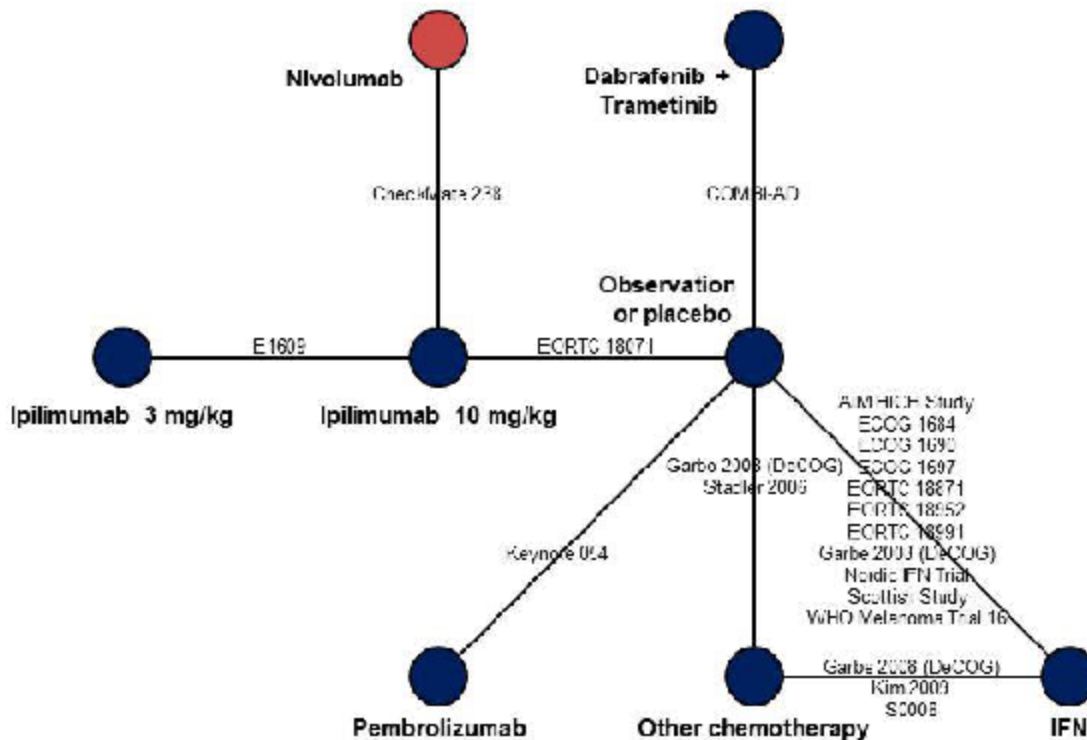 Nivolumab
Dabrafenib +
Trametinib
CheckMate 238
COMBI-AD
Observation
or placebo
E1609
EORTC 18071
Ipilimumab 3 mg/kg
Ipilimumab 10 mg/kg
AIM HIGH Study
ECOG 1684
ECOG 1690
ECOG 1697
EORTC 18871
EORTC 18952
EORTC 18991
Garbe 2008 (DeCOG)
Nordic IFN Trial
Scottish Study
WHO Melanoma Trial 16
Garbe 2008 (DeCOG)
Stadler 2006
Keynote 054
Garbe 2008 (DeCOG)
Kim 2009
S0008
Pembrolizumab
Other chemotherapy
IFN